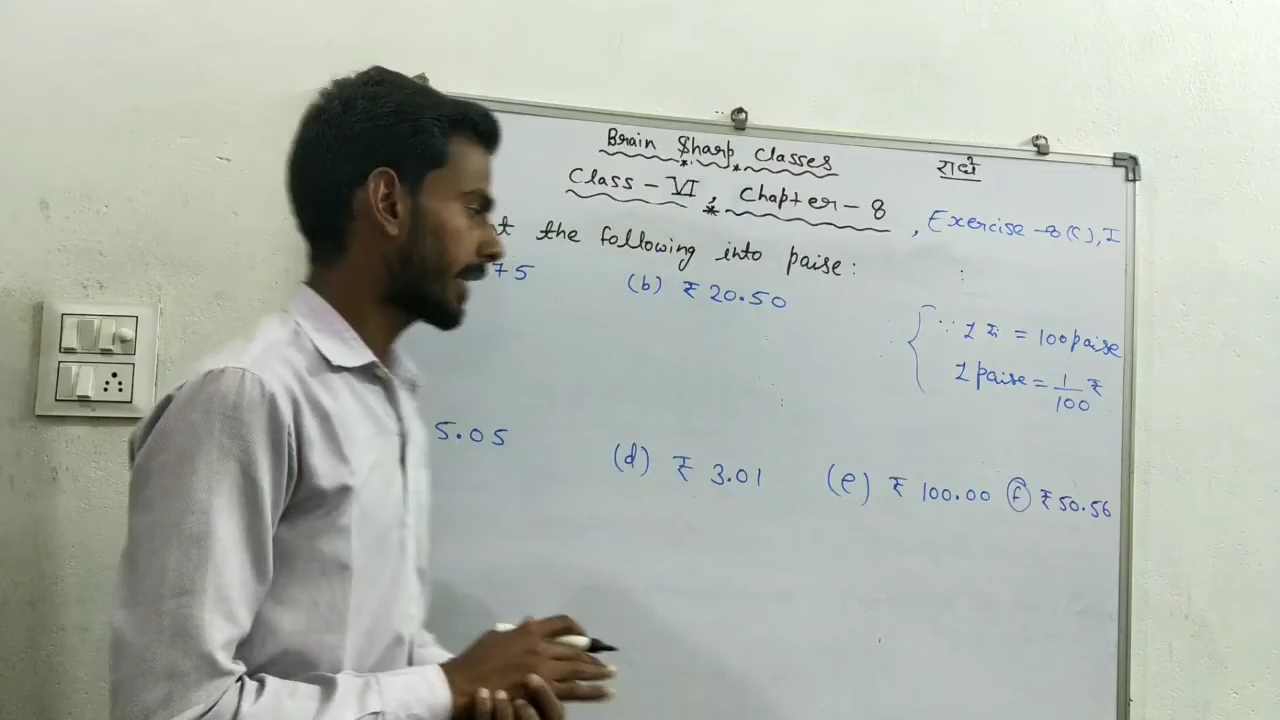 Brain Sharp Classes
राधे
Class - VI, Chapter - 8, Exercise - 8(C), I
the following into paise:
75 (b) ₹ 20.50
∵ 1 ₹ = 100 paise
1 paise = 1/100 ₹
5.05 (d) ₹ 3.01 (e) ₹ 100.00 (f) ₹ 50.56